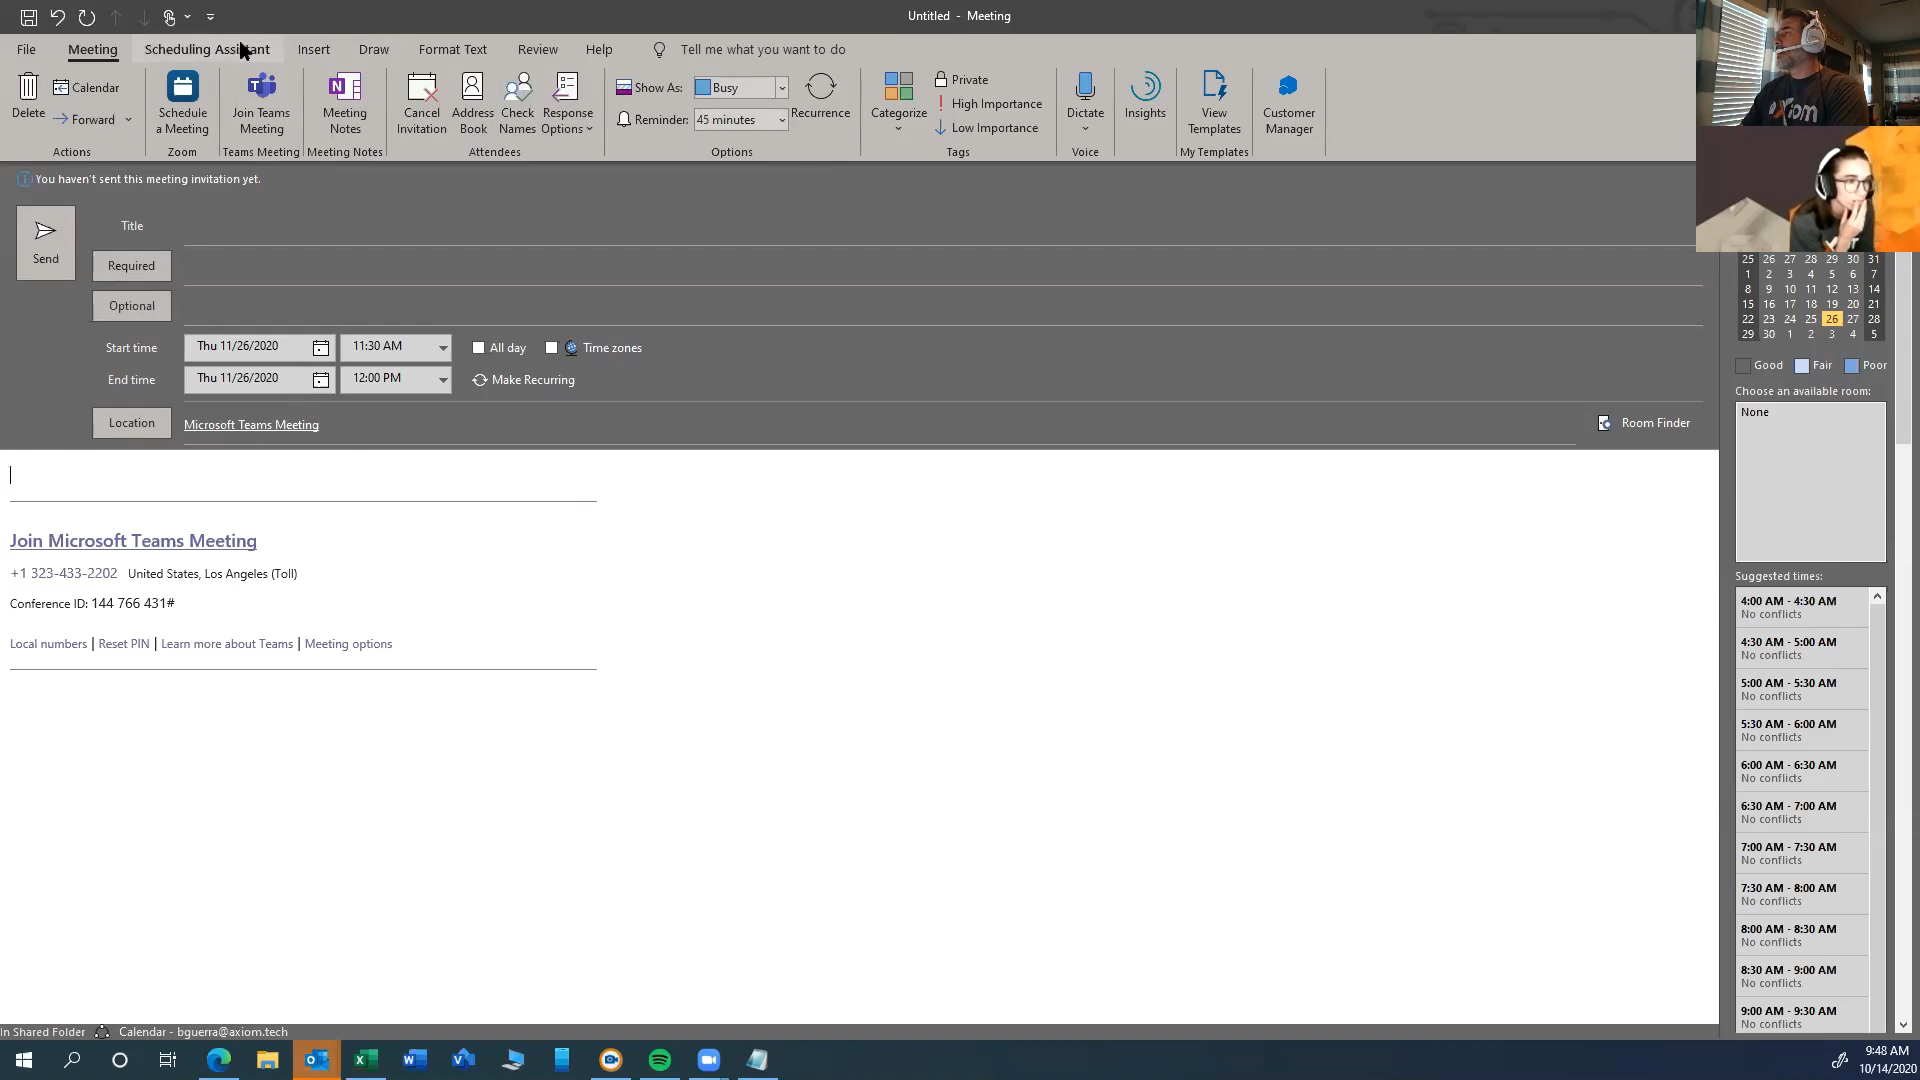 Untitled - Meeting
File Meeting Scheduling Assistant Insert Draw Format Text Review Help Tell me what you want to do
Delete
Calendar
Forward
Actions
Schedule
a Meeting
Zoom
Join Teams
Meeting
Teams Meeting
Meeting
Notes
Meeting Notes
Cancel
Invitation
Address
Book
Check
Names
Response
Options
Attendees
Show As: Busy
Reminder: 45 minutes
Recurrence
Options
Categorize
Private
High Importance
Low Importance
Tags
Dictate
Voice
Insights
View
Templates
My Templates
Customer
Manager
You haven't sent this meeting invitation yet.
Send
Title
Required
Optional
Start time Thu 11/26/2020 11:30 AM All day Time zones
End time Thu 11/26/2020 12:00 PM Make Recurring
Location Microsoft Teams Meeting Room Finder
Join Microsoft Teams Meeting
+1 323-433-2202 United States, Los Angeles (Toll)
Conference ID: 144 766 431#
Local numbers | Reset PIN | Learn more about Teams | Meeting options
axiom
25 26 27 28 29 30 31
1 2 3 4 5 6 7
8 9 10 11 12 13 14
15 16 17 18 19 20 21
22 23 24 25 26 27 28
29 30 1 2 3 4 5
Good Fair Poor
Choose an available room:
None
Suggested times:
4:00 AM - 4:30 AM
No conflicts
4:30 AM - 5:00 AM
No conflicts
5:00 AM - 5:30 AM
No conflicts
5:30 AM - 6:00 AM
No conflicts
6:00 AM - 6:30 AM
No conflicts
6:30 AM - 7:00 AM
No conflicts
7:00 AM - 7:30 AM
No conflicts
7:30 AM - 8:00 AM
No conflicts
8:00 AM - 8:30 AM
No conflicts
8:30 AM - 9:00 AM
No conflicts
9:00 AM - 9:30 AM
No conflicts
In Shared Folder Calendar - bguerra@axiom.tech
9:48 AM
10/14/2020